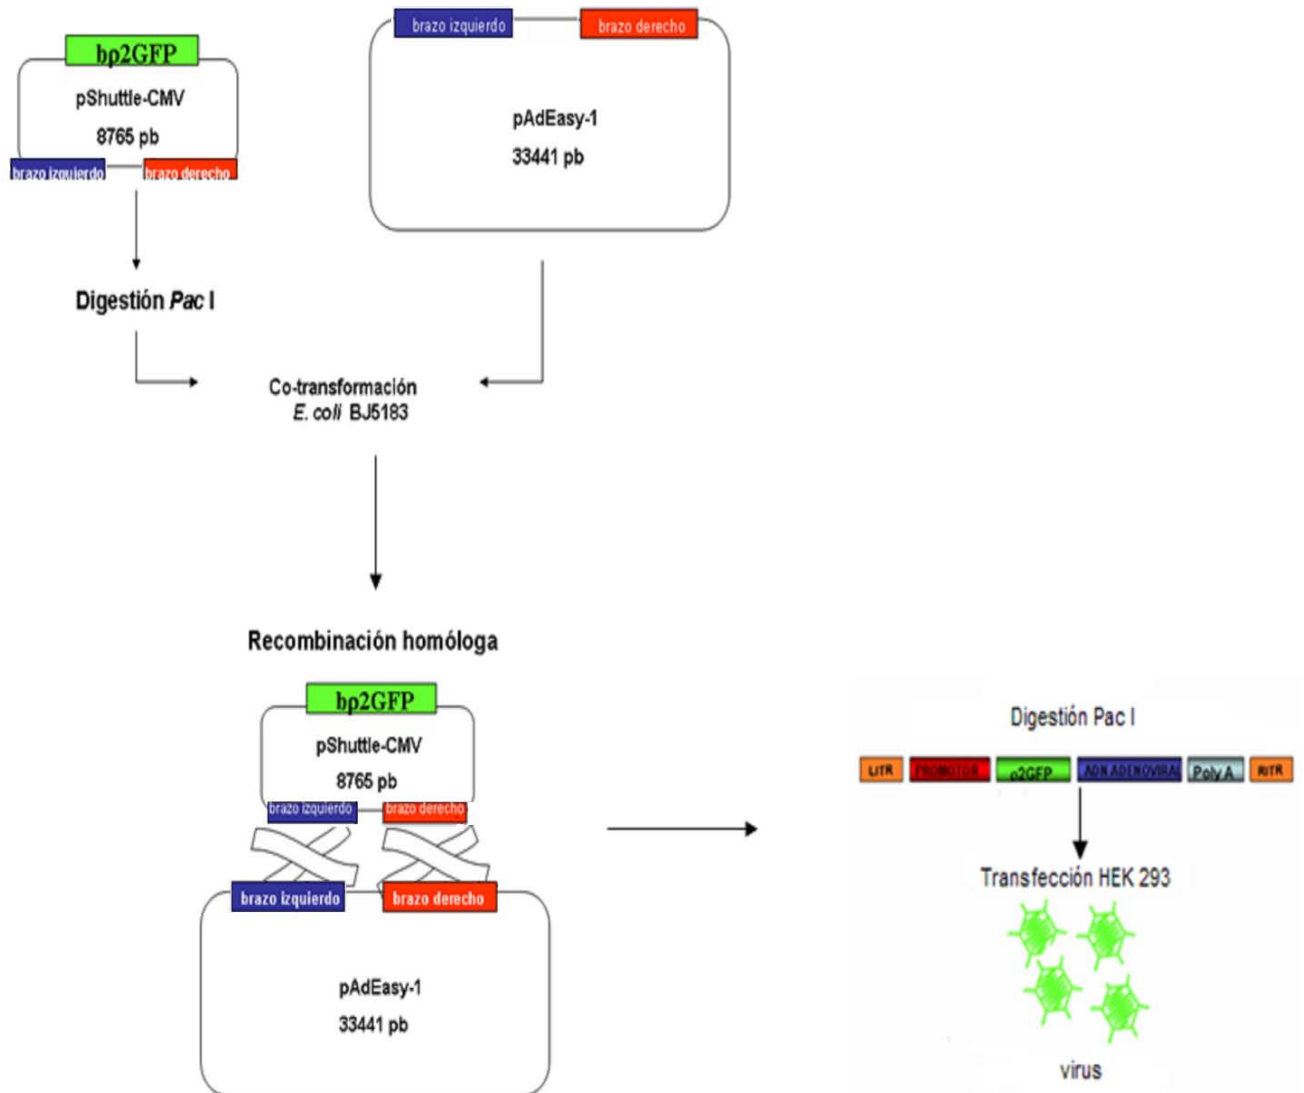 bp2GFP
pShuttle-CMV
8765 pb
brazo izquierdo brazo derecho
brazo izquierdo brazo derecho
pAdEasy-1
33441 pb
Digestión Pac I
Co-transformación
E. coli BJ5183
Recombinación homóloga
bp2GFP
pShuttle-CMV
8765 pb
brazo izquierdo brazo derecho
brazo izquierdo brazo derecho
pAdEasy-1
33441 pb
Digestión Pac I
LITR PROMOTOR ρ2GFP ADN ADENOVIRAL Poly A RITR
Transfección HEK 293
virus